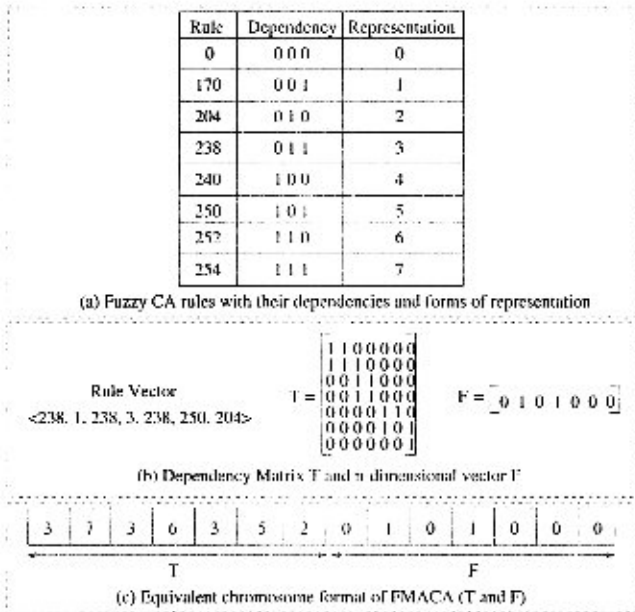 Rule Dependency Representation
0 0 0 0 0
170 0 0 1 1
204 0 1 0 2
238 0 1 1 3
240 1 0 0 4
250 1 0 1 5
252 1 1 0 6
254 1 1 1 7
(a) Fuzzy CA rules with their dependencies and forms of representation
Rule Vector
<238, 1, 238, 3, 238, 250, 204>
T =
1 1 0 0 0 0 0
1 1 1 0 0 0 0
0 0 1 1 0 0 0
0 0 1 1 0 0 0
0 0 0 0 1 1 0
0 0 0 0 1 0 1
0 0 0 0 0 0 1
F = 0 1 0 1 0 0 0
(b) Dependency Matrix T and n dimensional vector F
3 7 3 6 3 5 2 0 1 0 1 0 0 0
T F
(c) Equivalent chromosome format of FMACA (T and F)